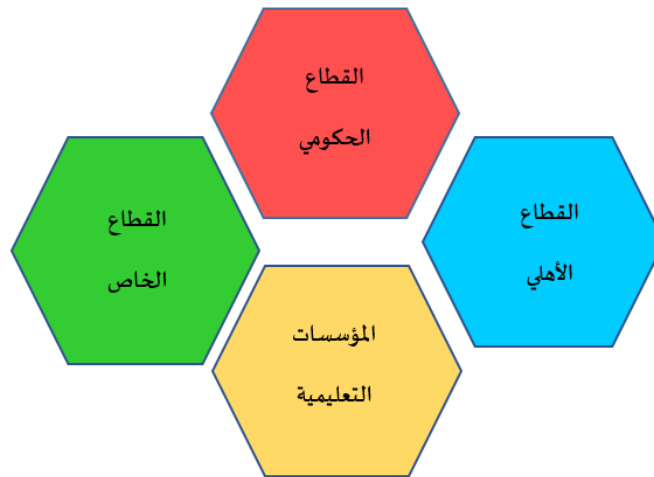 القطاع
الحكومي
القطاع
الأهلي
القطاع
الخاص
المؤسسات
التعليمية